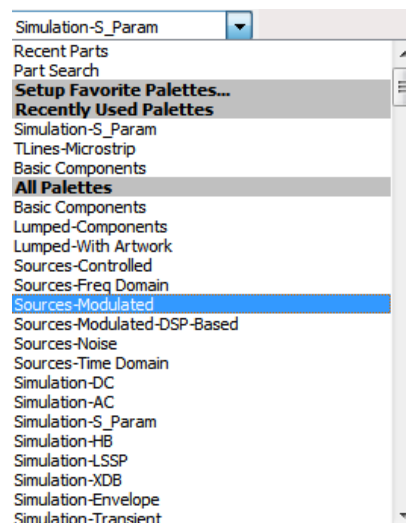 Simulation-S_Param
Recent Parts
Part Search
Setup Favorite Palettes...
Recently Used Palettes
Simulation-S_Param
TLines-Microstrip
Basic Components
All Palettes
Basic Components
Lumped-Components
Lumped-With Artwork
Sources-Controlled
Sources-Freq Domain
Sources-Modulated
Sources-Modulated-DSP-Based
Sources-Noise
Sources-Time Domain
Simulation-DC
Simulation-AC
Simulation-S_Param
Simulation-HB
Simulation-LSSP
Simulation-XDB
Simulation-Envelope
Simulation-Transient